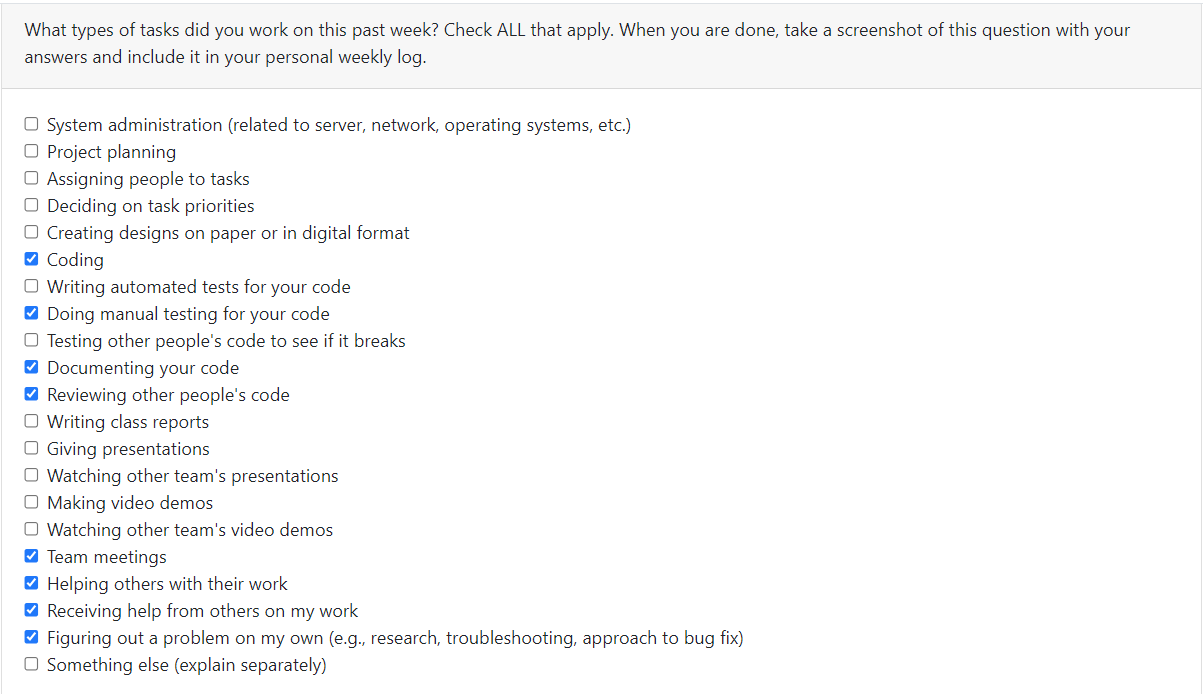 What types of tasks did you work on this past week? Check ALL that apply. When you are done, take a screenshot of this question with your
answers and include it in your personal weekly log.
System administration (related to server, network, operating systems, etc.)
Project planning
Assigning people to tasks
Deciding on task priorities
Creating designs on paper or in digital format
Coding
Writing automated tests for your code
Doing manual testing for your code
Testing other people's code to see if it breaks
Documenting your code
Reviewing other people's code
Writing class reports
Giving presentations
Watching other team's presentations
Making video demos
Watching other team's video demos
Team meetings
Helping others with their work
Receiving help from others on my work
Figuring out a problem on my own (e.g., research, troubleshooting, approach to bug fix)
Something else (explain separately)